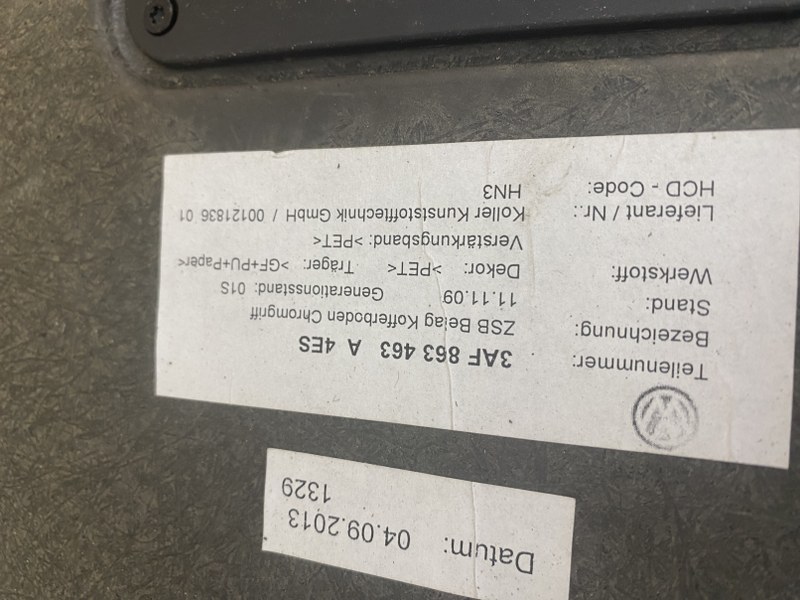 Teilenummer: 3AF 863 463 A 4ES
Bezeichnung: ZSB Belag Kofferboden Chromgriff
Stand: 11.11.09 Generationsstand: 01S
Werkstoff: Dekor: >PET< Träger: >GF+PU+Paper<
Verstärkungsband: >PET<
Lieferant / Nr.: Koller Kunststofftechnik GmbH / 00121836 01
HCD - Code: HN3
Datum: 04.09.2013
1329